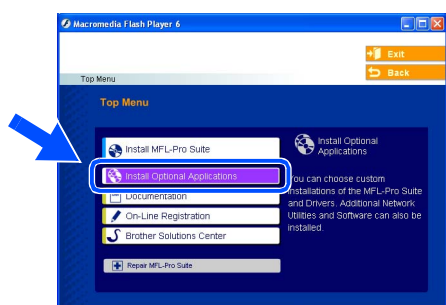 Macromedia Flash Player 6
Exit
Back
Top Menu
Top Menu
Install MFL-Pro Suite
Install Optional Applications
Documentation
On-Line Registration
Brother Solutions Center
Repair MFL-Pro Suite
Install Optional
Applications
You can choose custom
installations of the MFL-Pro Suite
and Drivers. Additional Network
Utilities and Software can also be
installed.